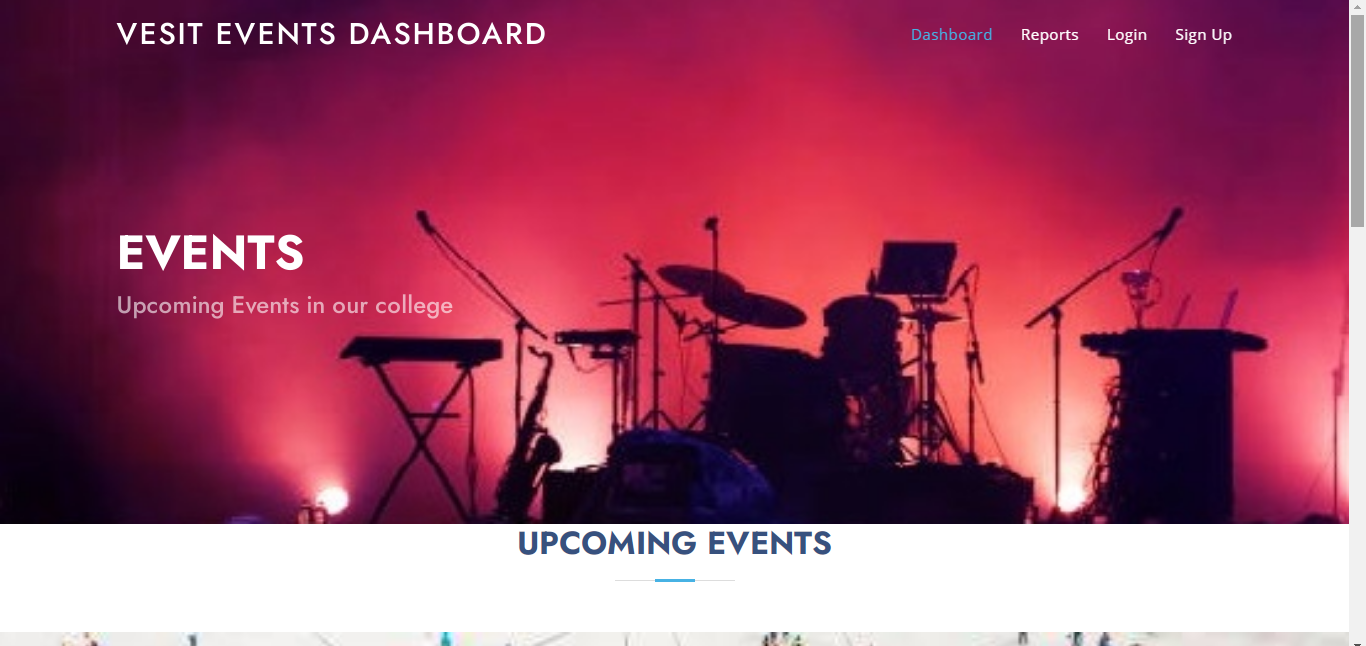 VESIT EVENTS DASHBOARD
Dashboard Reports Login Sign Up
EVENTS
Upcoming Events in our college
UPCOMING EVENTS